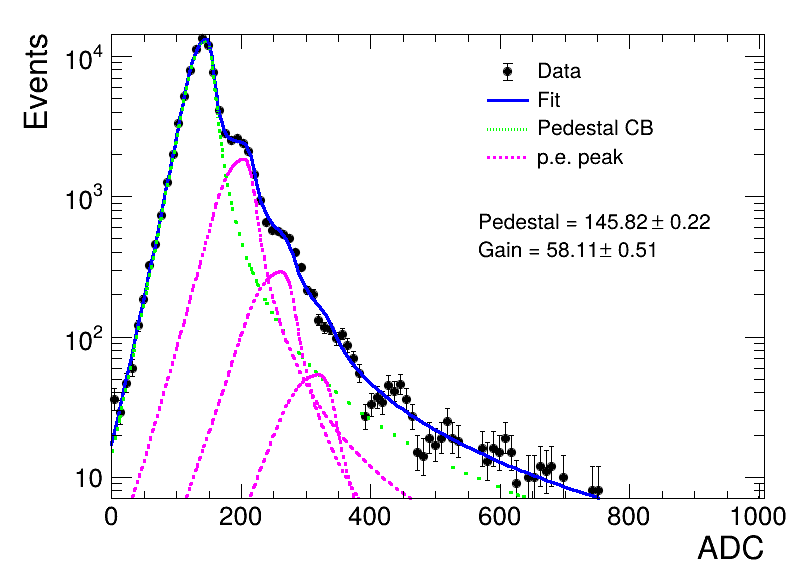 Events
10⁴
10³
10²
10
Data
Fit
Pedestal CB
p.e. peak
Pedestal = 145.82± 0.22
Gain = 58.11± 0.51
0 200 400 600 800 1000
ADC